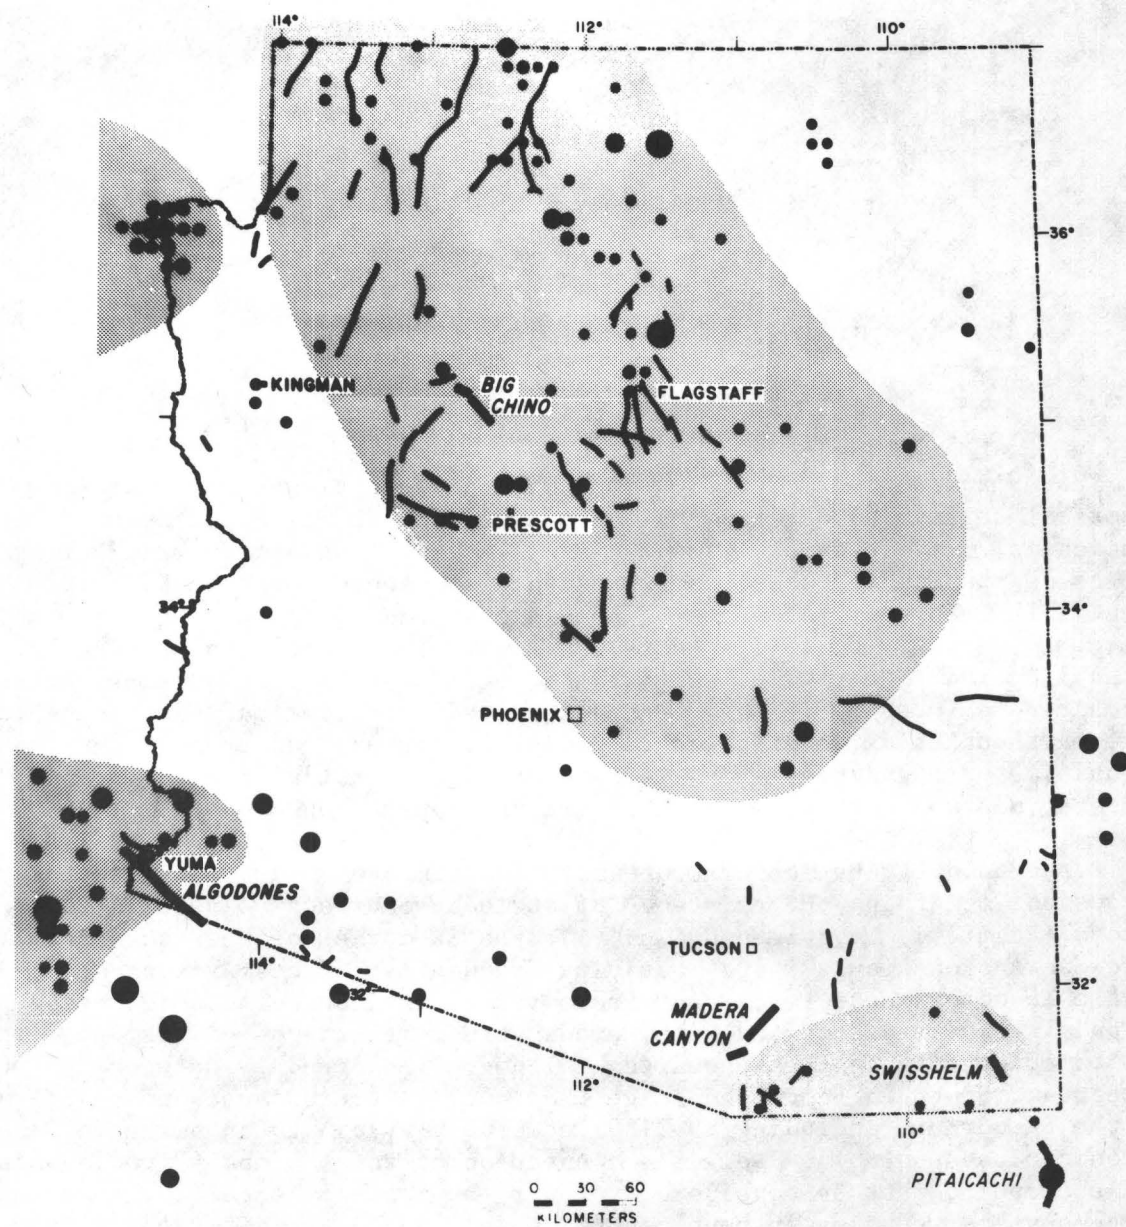 114°
112°
110°
36°
KINGMAN
BIG
CHINO
FLAGSTAFF
PRESCOTT
34°
34°
PHOENIX
YUMA
ALGODONES
TUCSON
114°
32°
32°
MADERA
CANYON
SWISSHELM
112°
110°
PITAICACHI
0 30 60
KILOMETERS